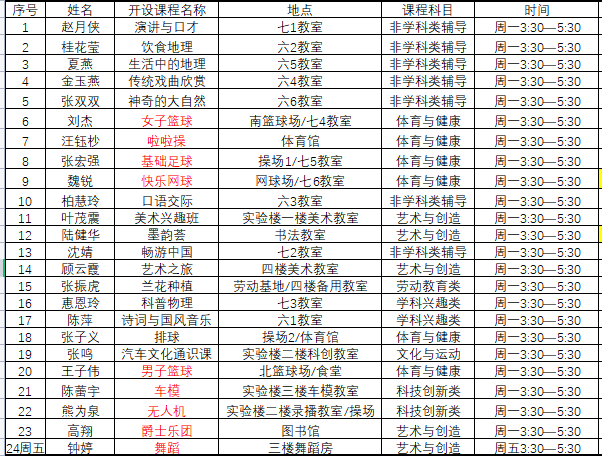 序号 姓名 开设课程名称 地点 课程科目 时间
1 赵月侠 演讲与口才 七1教室 非学科类辅导 周一3:30—5:30
2 桂花莹 饮食地理 六2教室 非学科类辅导 周一3:30—5:30
3 夏燕 生活中的地理 六5教室 非学科类辅导 周一3:30—5:30
4 金玉燕 传统戏曲欣赏 六4教室 非学科类辅导 周一3:30—5:30
5 张双双 神奇的大自然 六6教室 非学科类辅导 周一3:30—5:30
6 刘杰 女子篮球 南篮球场/七4教室 体育与健康 周一3:30—5:30
7 汪钰杪 啦啦操 体育馆 体育与健康 周一3:30—5:30
8 张宏强 基础足球 操场1/七5教室 体育与健康 周一3:30—5:30
9 魏锐 快乐网球 网球场/七6教室 体育与健康 周一3:30—5:30
10 柏慧玲 口语交际 六3教室 非学科类辅导 周一3:30—5:30
11 叶茂震 美术兴趣班 实验楼一楼美术教室 艺术与创造 周一3:30—5:30
12 陆健华 墨韵荟 书法教室 艺术与创造 周一3:30—5:30
13 沈婧 畅游中国 七2教室 非学科类辅导 周一3:30—5:30
14 顾云霞 艺术之旅 四楼美术教室 艺术与创造 周一3:30—5:30
15 张振虎 兰花种植 劳动基地/四楼备用教室 劳动教育类 周一3:30—5:30
16 惠恩玲 科普物理 七3教室 学科兴趣类 周一3:30—5:30
17 陈萍 诗词与国风音乐 六1教室 学科兴趣类 周一3:30—5:30
18 张子义 排球 操场2/体育馆 体育与健康 周一3:30—5:30
19 张鸣 汽车文化通识课 实验楼二楼科创教室 文化与运动 周一3:30—5:30
20 王子伟 男子篮球 北篮球场/食堂 体育与健康 周一3:30—5:30
21 陈蕾宇 车模 实验楼三楼车模教室 科技创新类 周一3:30—5:30
22 熊为泉 无人机 实验楼二楼录播教室/操场 科技创新类 周一3:30—5:30
23 高翔 爵士乐团 图书馆 艺术与创造 周一3:30—5:30
24周五 钟婷 舞蹈 三楼舞蹈房 艺术与创造 周五3:30—5:30